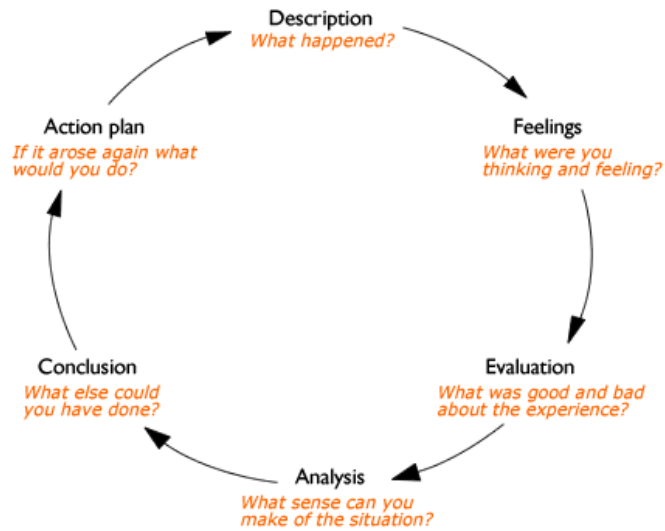 Description
What happened?
Feelings
What were you
thinking and feeling?
Evaluation
What was good and bad
about the experience?
Analysis
What sense can you
make of the situation?
Conclusion
What else could
you have done?
Action plan
If it arose again what
would you do?